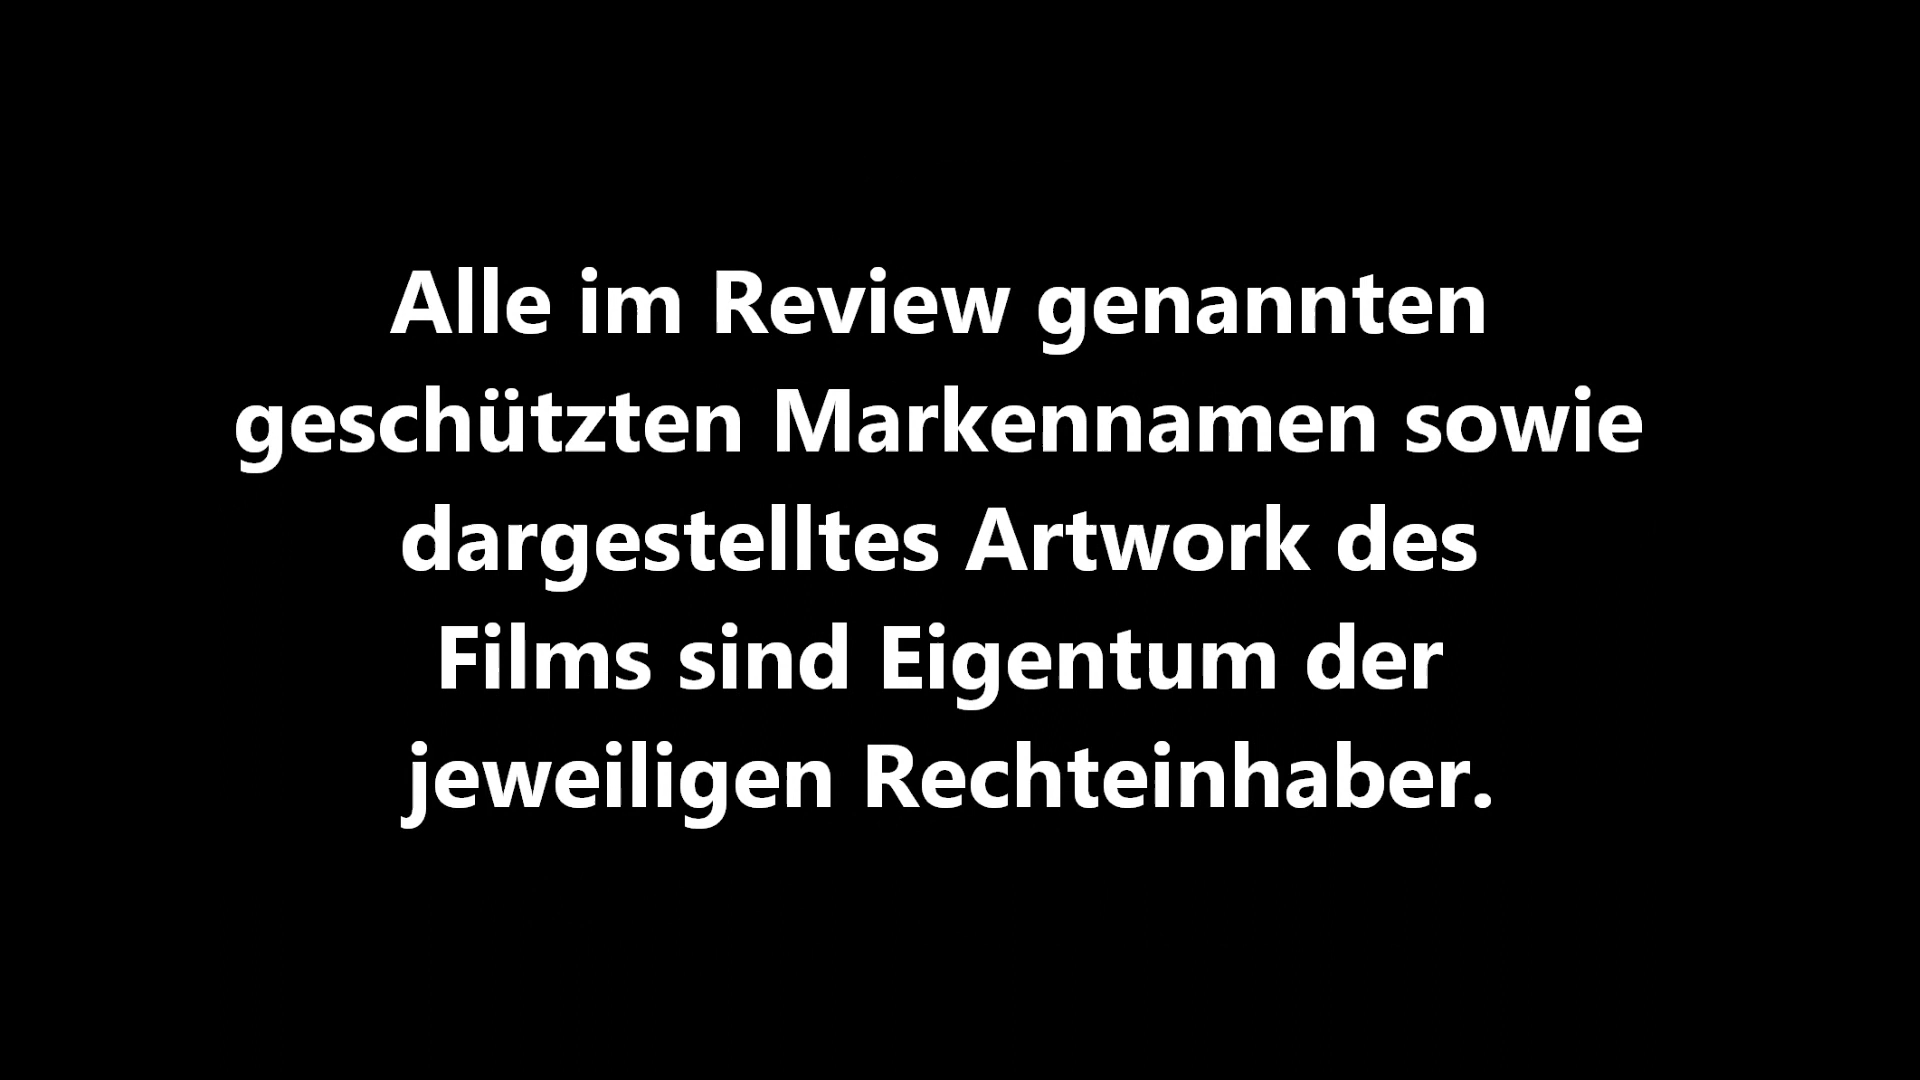 Alle im Review genannten
geschützten Markennamen sowie
dargestelltes Artwork des
Films sind Eigentum der
jeweiligen Rechteinhaber.